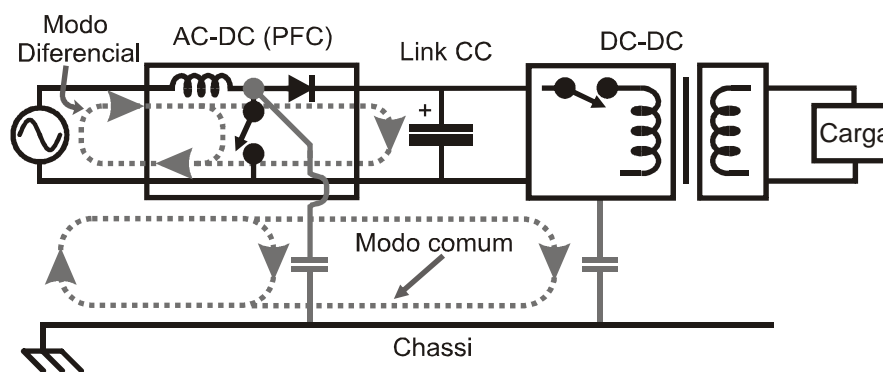 Modo
Diferencial
AC-DC (PFC)
Link CC
DC-DC
+
Carga
Modo comum
Chassi